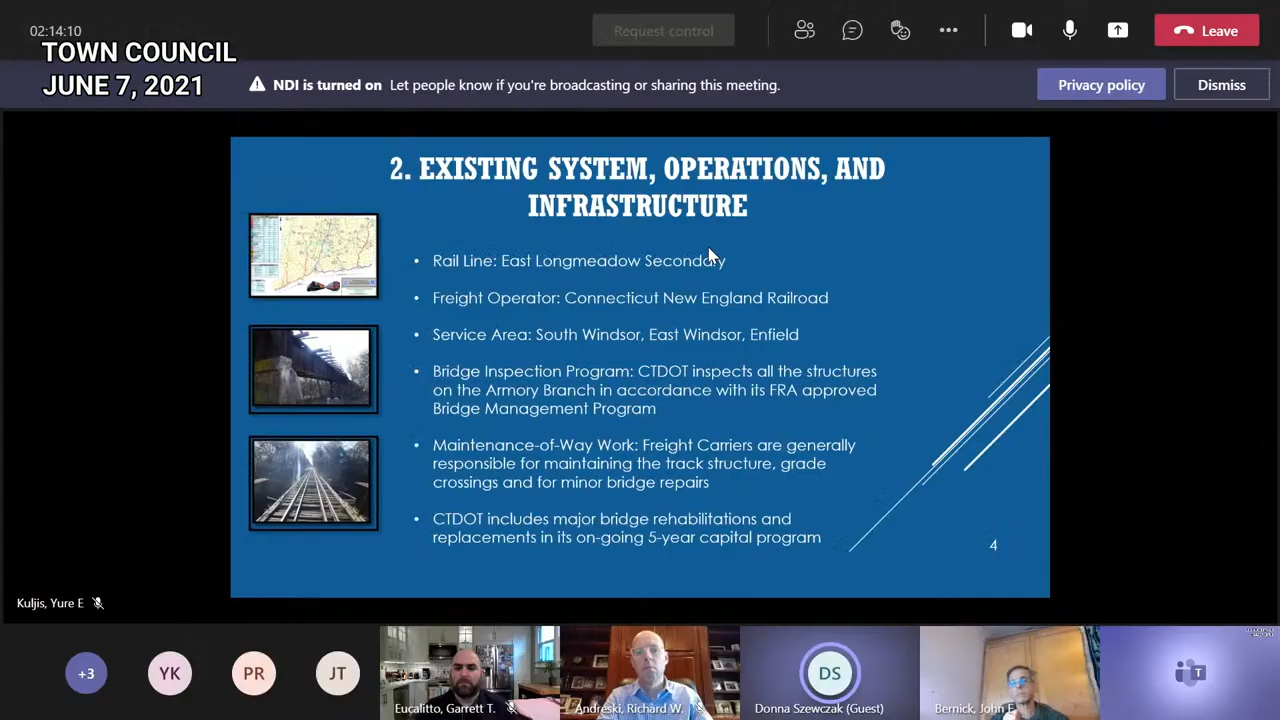 02:14:10
Request control
Leave
TOWN COUNCIL
JUNE 7, 2021
NDI is turned on Let people know if you're broadcasting or sharing this meeting.
Privacy policy
Dismiss
2. EXISTING SYSTEM, OPERATIONS, AND
INFRASTRUCTURE
• Rail Line: East Longmeadow Secondary
• Freight Operator: Connecticut New England Railroad
• Service Area: South Windsor, East Windsor, Enfield
• Bridge Inspection Program: CTDOT inspects all the structures
on the Armory Branch in accordance with its FRA approved
Bridge Management Program
• Maintenance-of-Way Work: Freight Carriers are generally
responsible for maintaining the track structure, grade
crossings and for minor bridge repairs
• CTDOT includes major bridge rehabilitations and
replacements in its on-going 5-year capital program
4
Kuljis, Yure E
+3
YK
PR
JT
DS
Eucalitto, Garrett T.
Andreski, Richard W.
Donna Szewczak (Guest)
Bernick, John F.